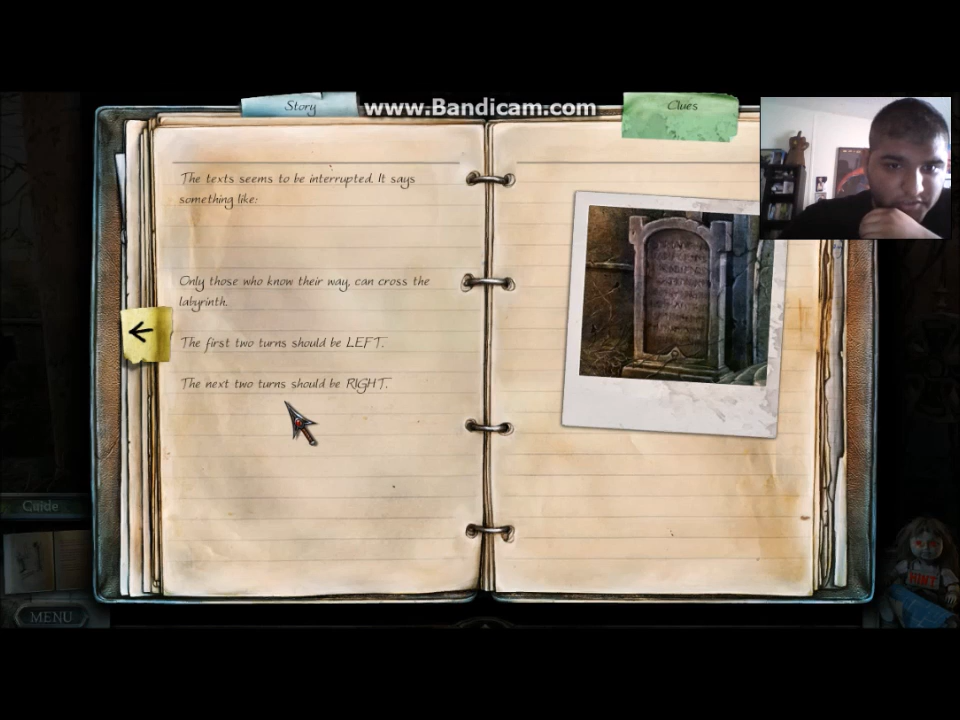 www.Bandicam.com
Story
Clues
The texts seems to be interrupted. It says
something like:
Only those who know their way, can cross the
labyrinth.
The first two turns should be LEFT.
The next two turns should be RIGHT.
Guide
MENU
HINT